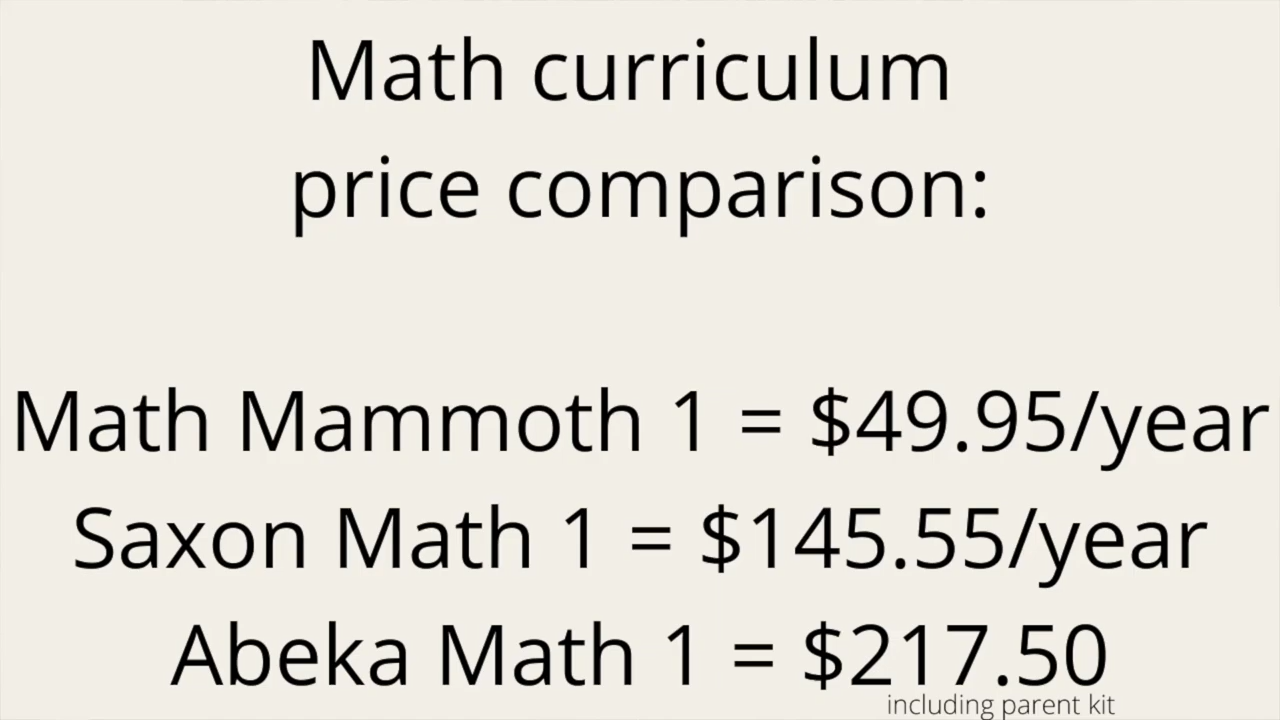 Math curriculum
price comparison:
Math Mammoth 1 = $49.95/year
Saxon Math 1 = $145.55/year
Abeka Math 1 = $217.50
including parent kit